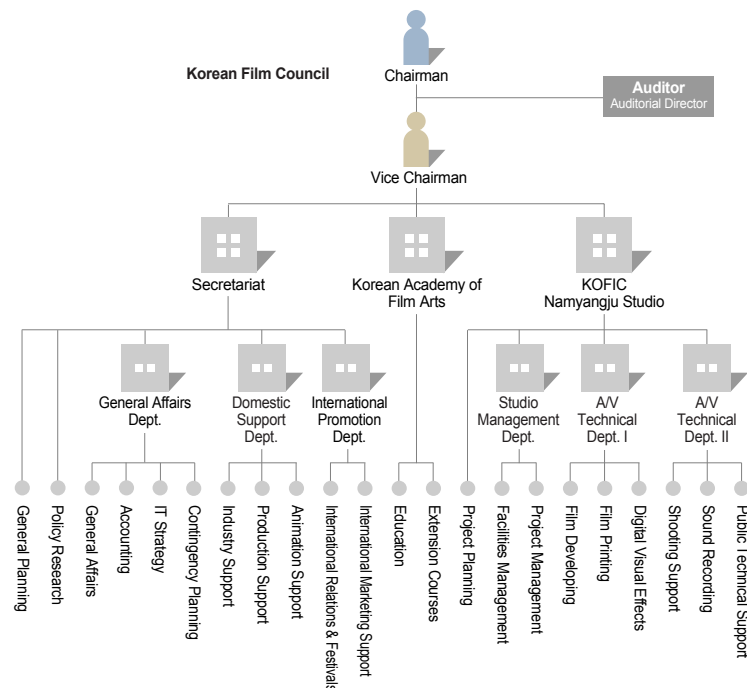 Korean Film Council
Chairman
Auditor
Auditorial Director
Vice Chairman
Secretariat
Korean Academy of
Film Arts
KOFIC
Namyangju Studio
General Affairs
Dept.
Domestic
Support
Dept.
International
Promotion
Dept.
Studio
Management
Dept.
A/V
Technical
Dept. I
A/V
Technical
Dept. II
General Planning
Policy Research
General Affairs
Accounting
IT Strategy
Contingency Planning
Industry Support
Production Support
Animation Support
International Relations & Festivals
International Marketing Support
Education
Extension Courses
Project Planning
Facilities Management
Project Management
Film Developing
Film Printing
Digital Visual Effects
Shooting Support
Sound Recording
Public Technical Support